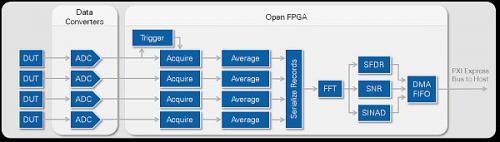 Data
Converters
Open FPGA
Trigger
DUT
ADC
Acquire
Average
DUT
ADC
Acquire
Average
DUT
ADC
Acquire
Average
DUT
ADC
Acquire
Average
Serialize Records
FFT
SFDR
SNR
SINAD
DMA
FIFO
PXI Express
Bus to Host